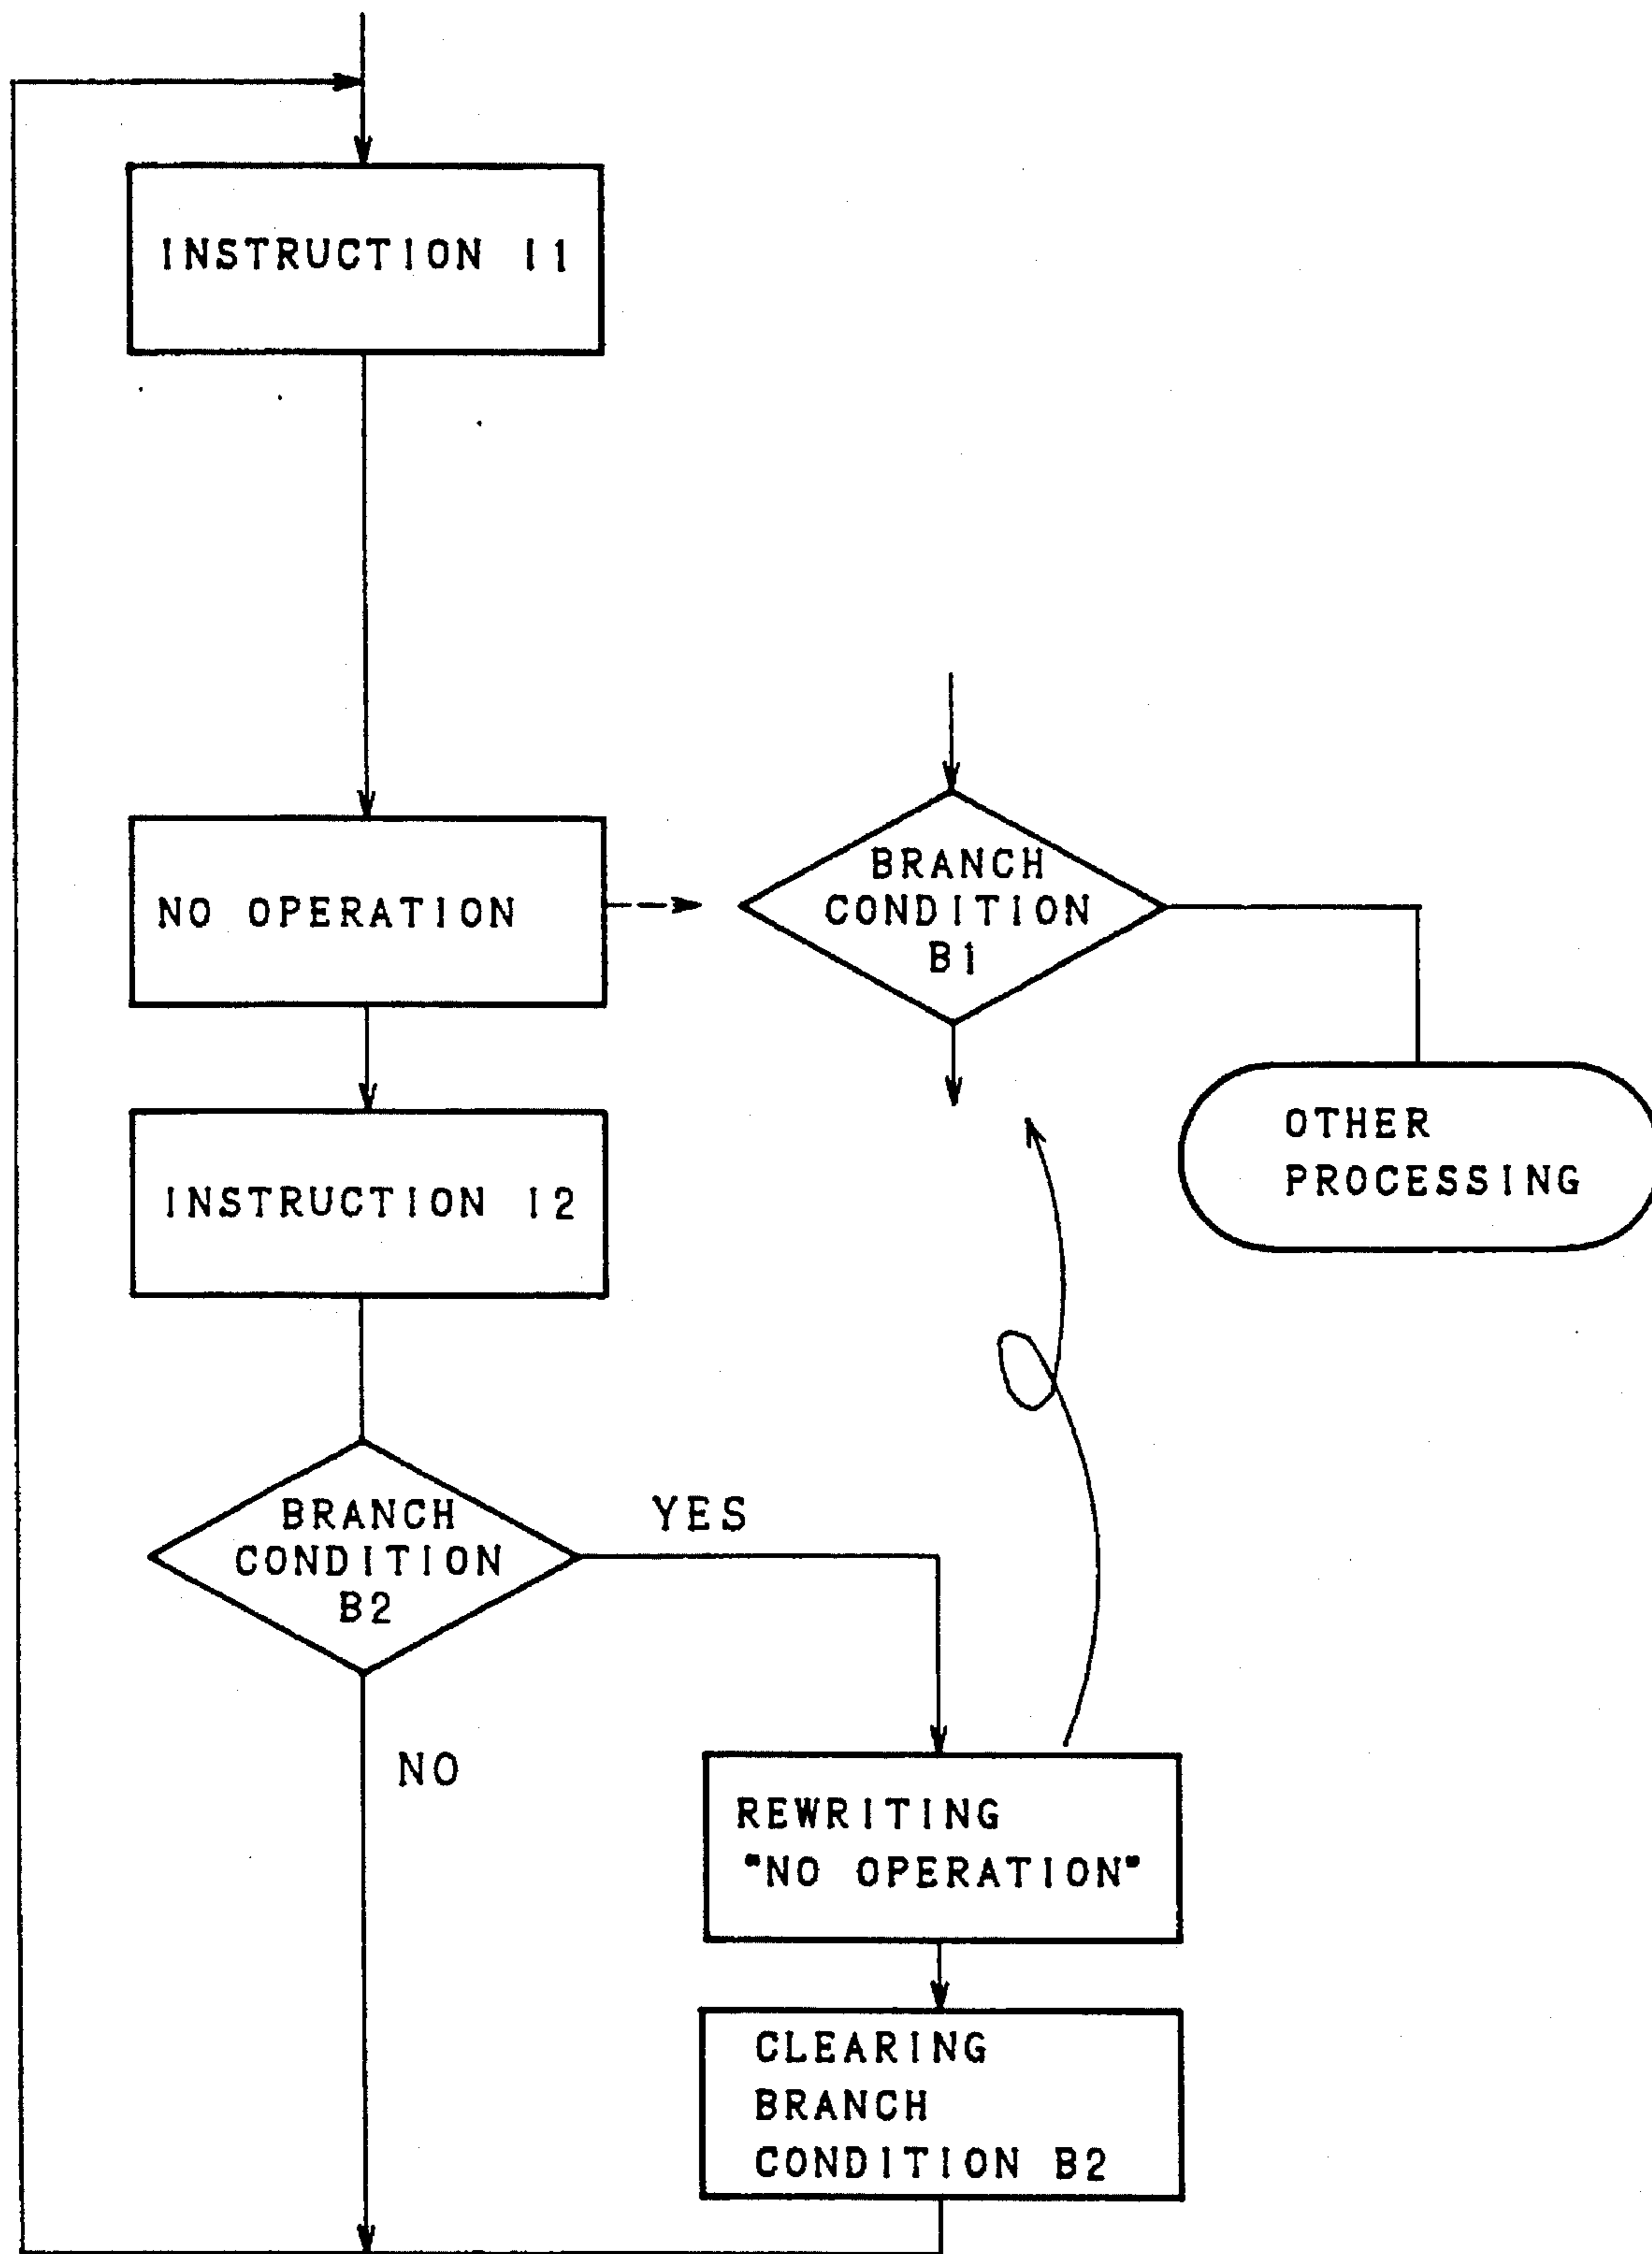 INSTRUCTION I1
NO OPERATION
BRANCH
CONDITION
B1
OTHER
PROCESSING
INSTRUCTION I2
BRANCH
CONDITION
B2
YES
NO
REWRITING
"NO OPERATION"
CLEARING
BRANCH
CONDITION B2